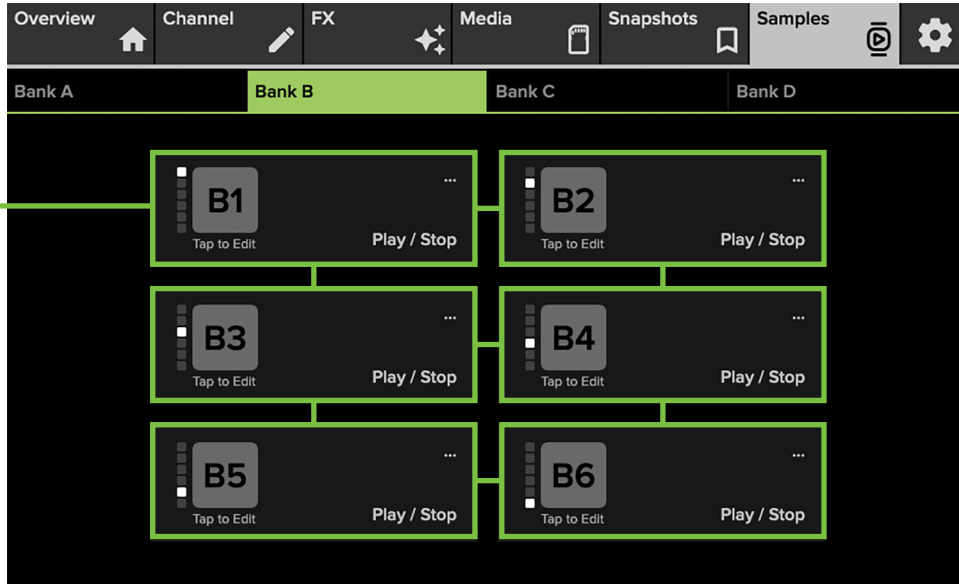 Overview
Channel
FX
Media
Snapshots
Samples
Bank A
Bank B
Bank C
Bank D
B1
...
Tap to Edit
Play / Stop
B2
...
Tap to Edit
Play / Stop
B3
...
Tap to Edit
Play / Stop
B4
...
Tap to Edit
Play / Stop
B5
...
Tap to Edit
Play / Stop
B6
...
Tap to Edit
Play / Stop